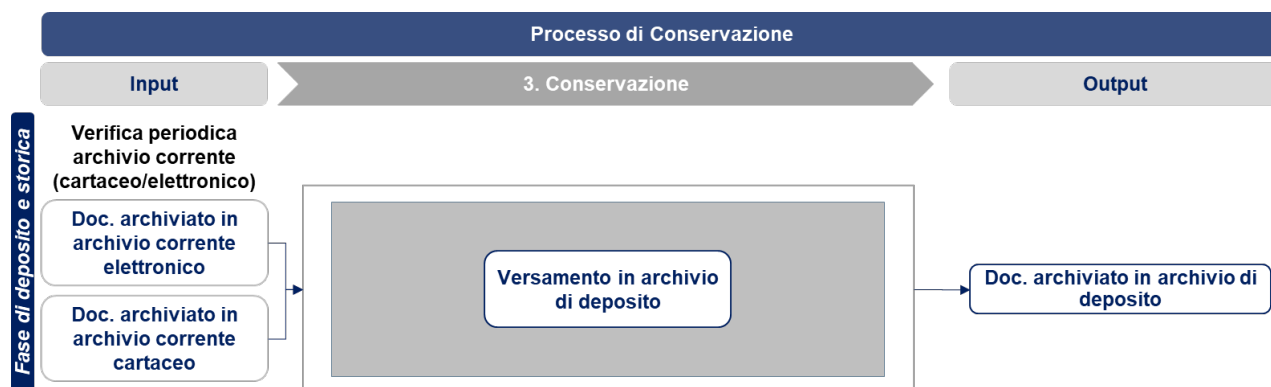 Processo di Conservazione
Input
3. Conservazione
Output
Fase di deposito e storica
Verifica periodica
archivio corrente
(cartaceo/elettronico)
Doc. archiviato in
archivio corrente
elettronico
Doc. archiviato in
archivio corrente
cartaceo
Versamento in archivio
di deposito
Doc. archiviato in archivio di
deposito